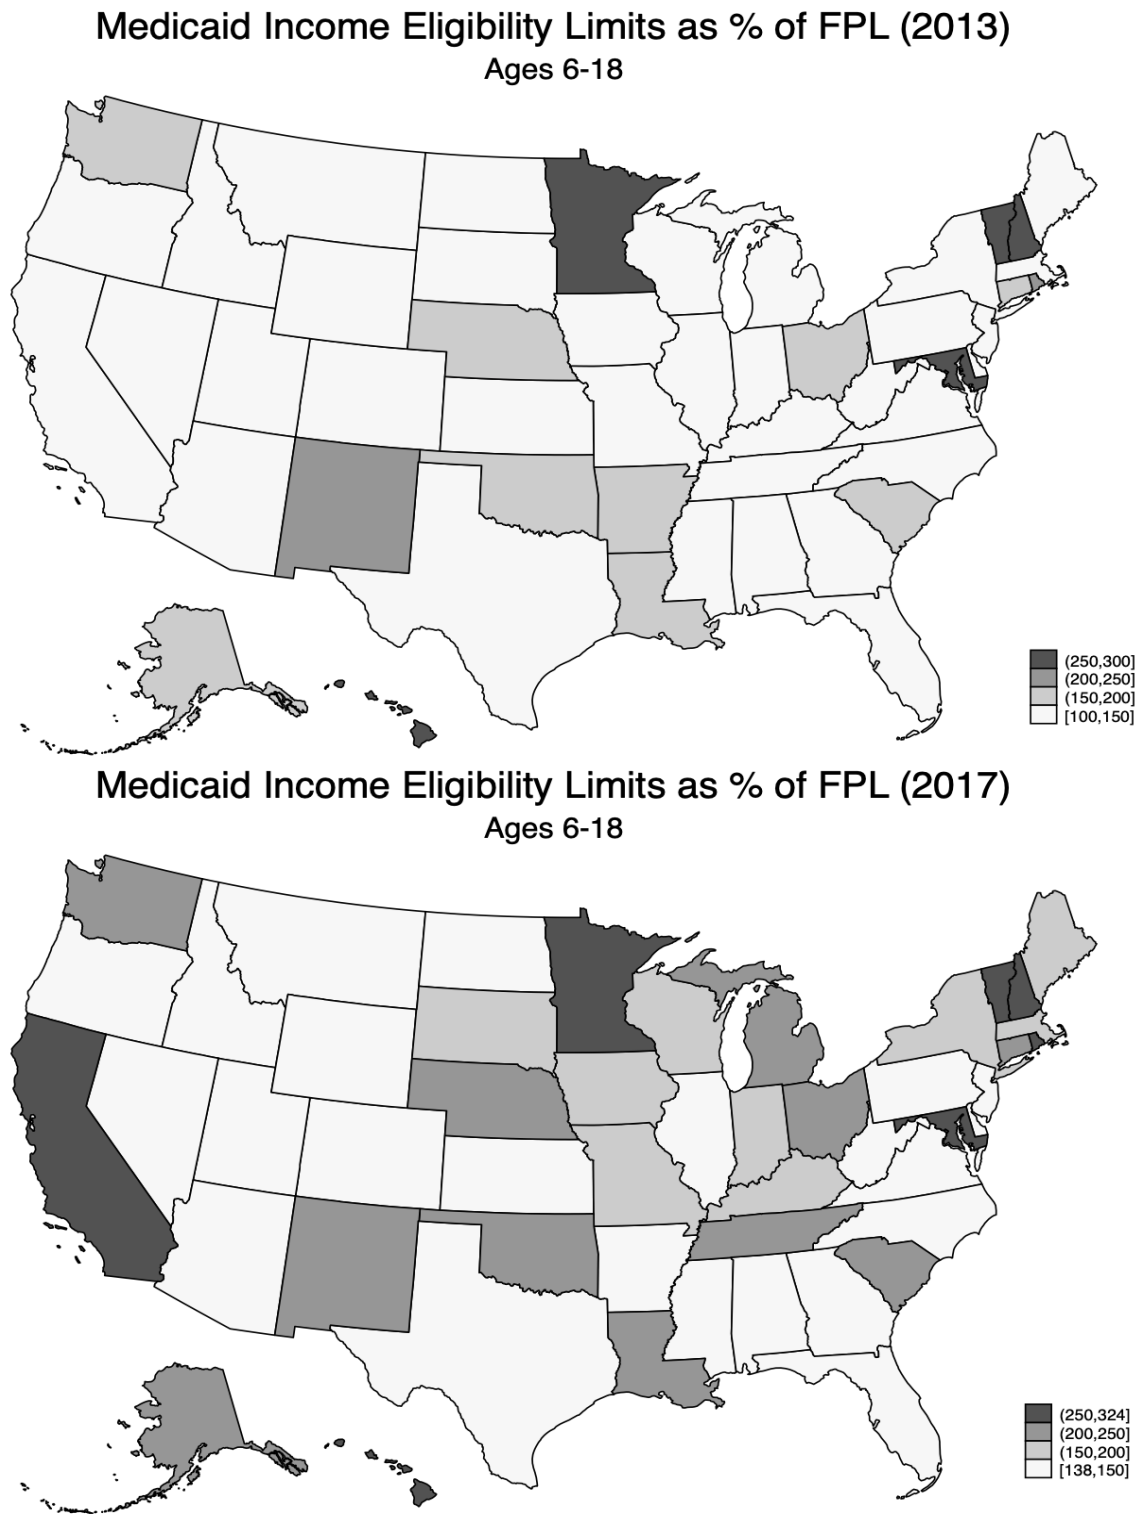 Medicaid Income Eligibility Limits as % of FPL (2013)
Ages 6-18
(250,300]
(200,250]
(150,200]
[100,150]
Medicaid Income Eligibility Limits as % of FPL (2017)
Ages 6-18
(250,324]
(200,250]
(150,200]
[138,150]